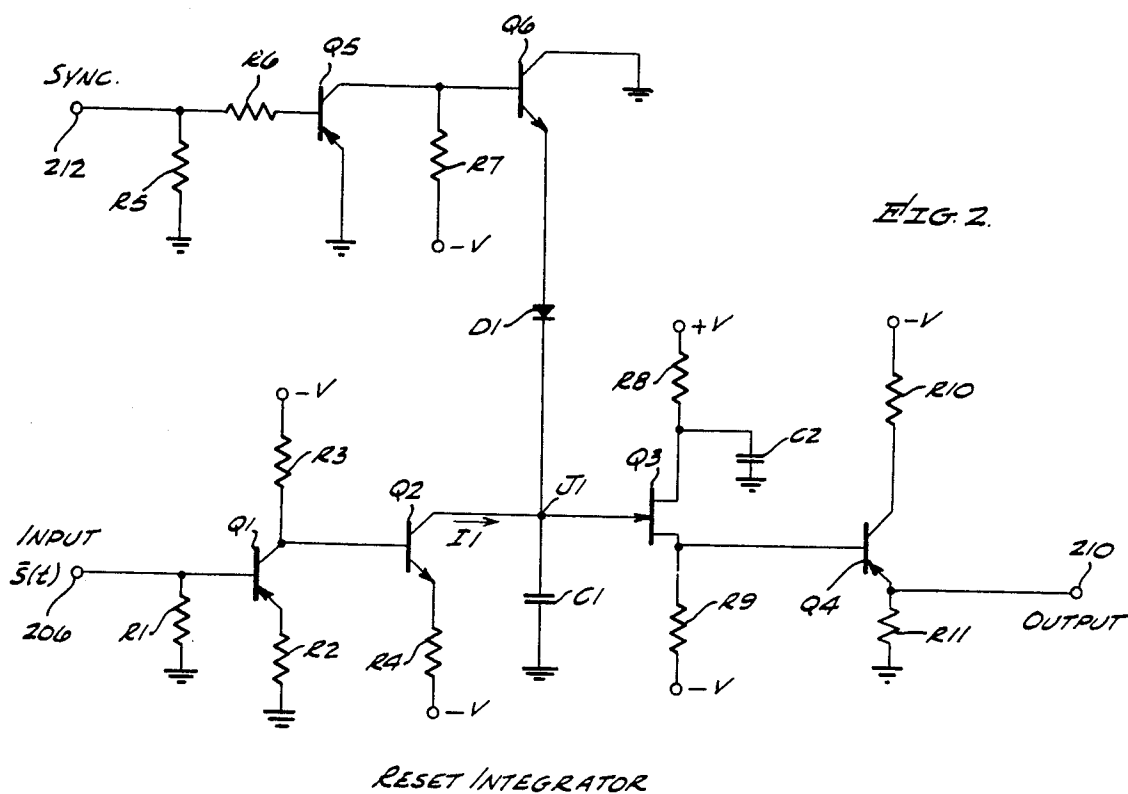 Q6
Q5
R6
SYNC.
212
R5
R7
-V
FIG. 2.
D1
+V
-V
R8
R10
-V
C2
R3
Q3
Q2
J1
Q1
I1
INPUT
s̄(t)
206
R1
R2
R4
C1
R9
Q4
210
OUTPUT
R11
-V
-V
RESET INTEGRATOR